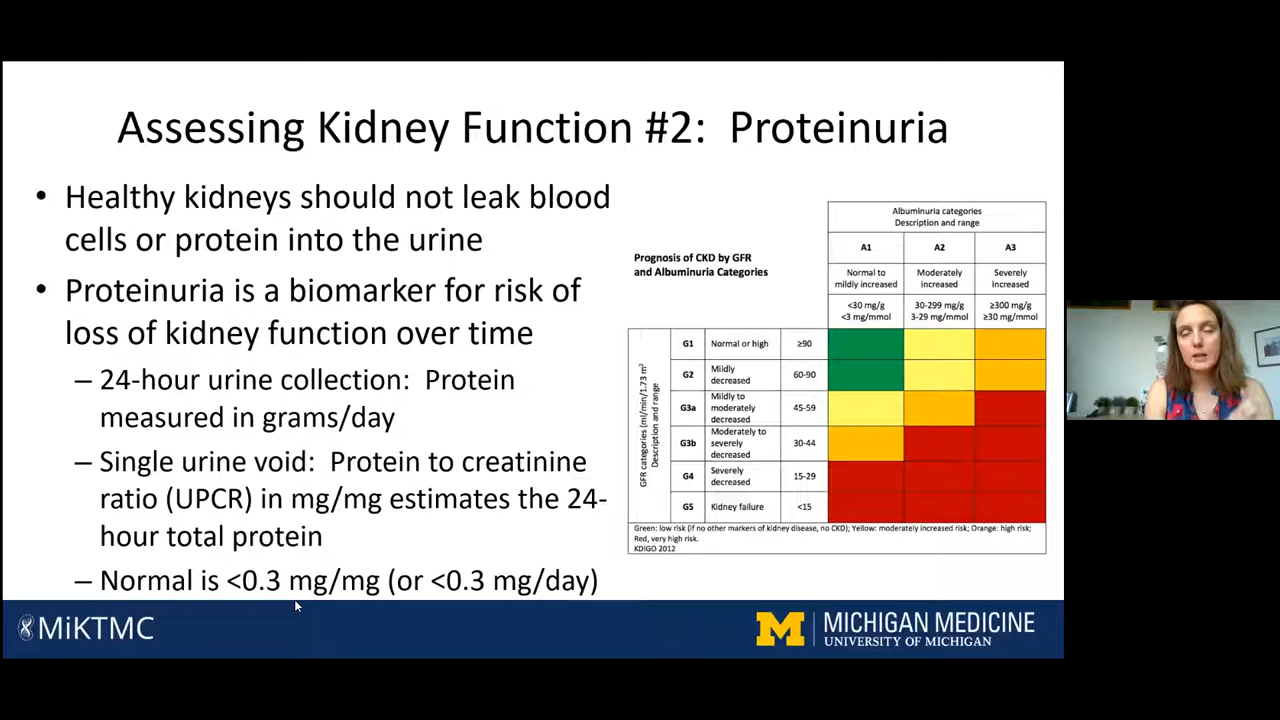 Assessing Kidney Function #2: Proteinuria
• Healthy kidneys should not leak blood
cells or protein into the urine
• Proteinuria is a biomarker for risk of
loss of kidney function over time
– 24-hour urine collection: Protein
measured in grams/day
– Single urine void: Protein to creatinine
ratio (UPCR) in mg/mg estimates the 24-
hour total protein
– Normal is <0.3 mg/mg (or <0.3 mg/day)
Prognosis of CKD by GFR
and Albuminuria Categories
Albuminuria categories
Description and range
A1 A2 A3
Normal to
mildly increased
Moderately
increased
Severely
increased
<30 mg/g
<3 mg/mmol
30-299 mg/g
3-29 mg/mmol
≥300 mg/g
≥30 mg/mmol
GFR categories (ml/min/1.73 m²
Description and range
G1 Normal or high ≥90
G2 Mildly
decreased 60-90
G3a Mildly to
moderately
decreased 45-59
G3b Moderately to
severely
decreased 30-44
G4 Severely
decreased 15-29
G5 Kidney failure <15
Green: low risk (if no other markers of kidney disease, no CKD); Yellow: moderately increased risk; Orange: high risk;
Red, very high risk.
KDIGO 2012
MiKTMC
M MICHIGAN MEDICINE
UNIVERSITY OF MICHIGAN